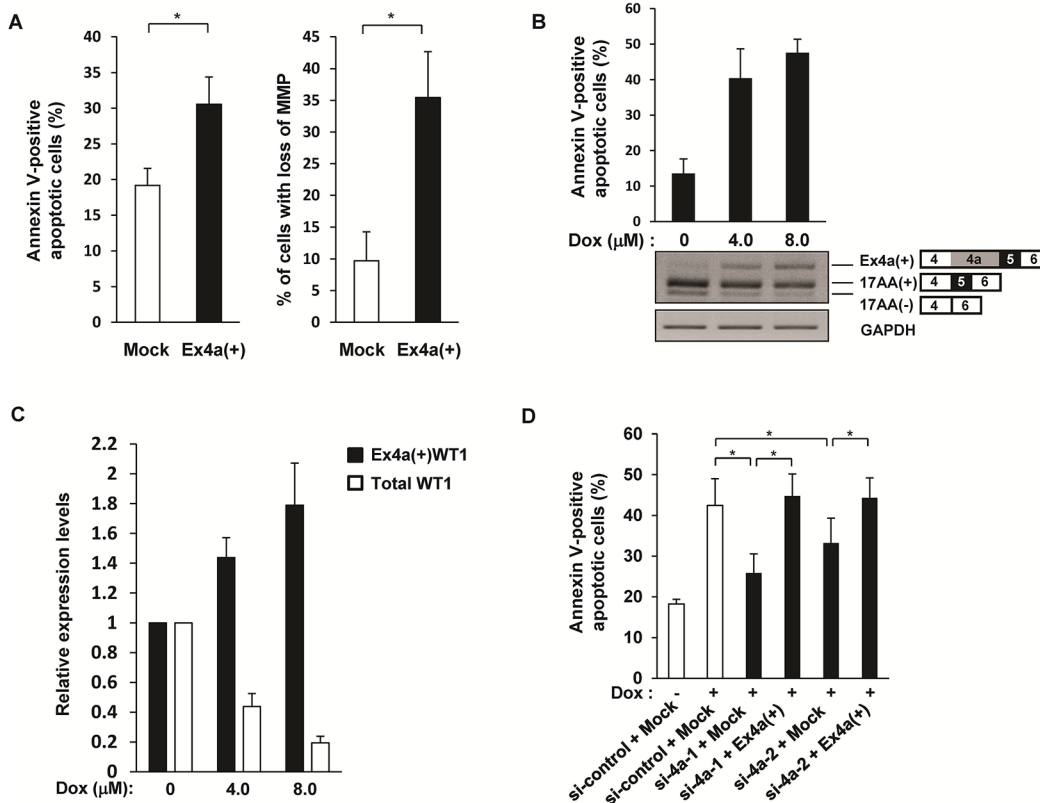 A
*
Annexin V-positive
apoptotic cells (%)
40
35
30
25
20
15
10
5
0
Mock Ex4a(+)
*
% of cells with loss of MMP
45
40
35
30
25
20
15
10
5
0
Mock Ex4a(+)
B
Annexin V-positive
apoptotic cells (%)
60
50
40
30
20
10
0
Dox (μM) : 0 4.0 8.0
Ex4a(+) 4 4a 5 6
17AA(+) 4 5 6
17AA(-) 4 6
GAPDH
C
Relative expression levels
2.2
2
1.8
1.6
1.4
1.2
1
0.8
0.6
0.4
0.2
0
Ex4a(+)WT1
Total WT1
Dox (μM): 0 4.0 8.0
D
Annexin V-positive
apoptotic cells (%)
60
50
40
30
20
10
0
*
* * *
Dox : - + + + + +
si-control + Mock
si-control + Mock
si-4a-1 + Mock
si-4a-1 + Ex4a(+)
si-4a-2 + Mock
si-4a-2 + Ex4a(+)